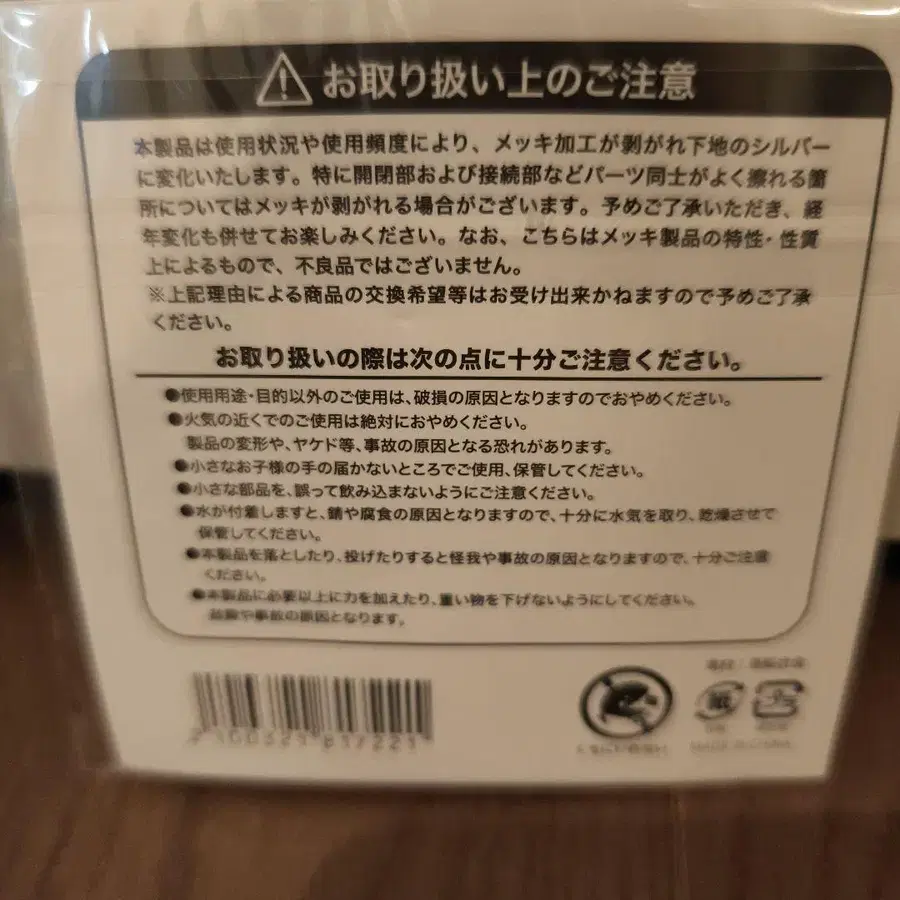 お取り扱い上のご注意
本製品は使用状況や使用頻度により、メッキ加工が剥がれ下地のシルバー
に変化いたします。特に開閉部および接続部などパーツ同士がよく擦れる箇
所についてはメッキが剥がれる場合がございます。予めご了承いただき、経
年変化も併せてお楽しみください。なお、こちらはメッキ製品の特性・性質
上によるもので、不良品ではございません。
※上記理由による商品の交換希望等はお受け出来かねますので予めご了承
ください。
お取り扱いの際は次の点に十分ご注意ください。
●使用用途・目的以外のご使用は、破損の原因となりますのでおやめください。
●火気の近くでのご使用は絶対におやめください。
製品の変形や、ヤケド等、事故の原因となる恐れがあります。
●小さなお子様の手の届かないところでご使用、保管してください。
●小さな部品を、誤って飲み込まないようにご注意ください。
●水が付着しますと、錆や腐食の原因となりますので、十分に水気を取り、乾燥させて
保管してください。
●本製品を落としたり、投げたりすると怪我や事故の原因となりますので、十分ご注意
ください。
●本製品に必要以上に力を加えたり、重い物を下げないようにしてください。
故障や事故の原因となります。
紙
MADE IN CHINA